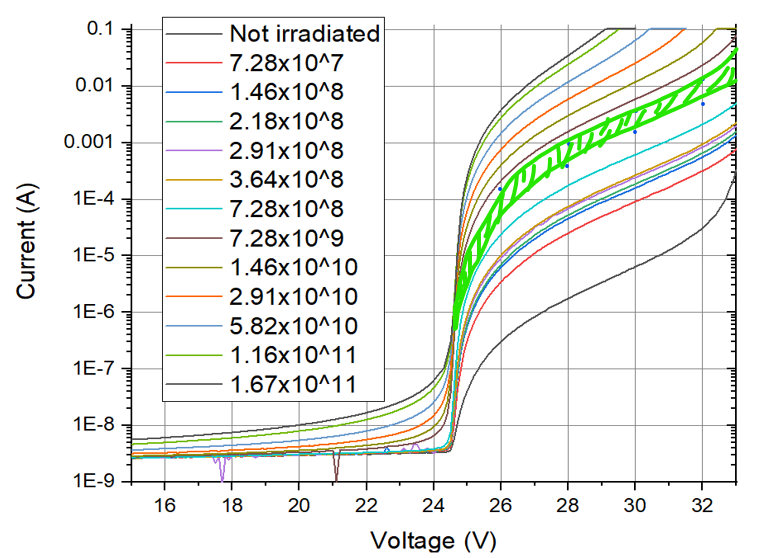 0.1
0.01
0.001
1E-4
1E-5
1E-6
1E-7
1E-8
1E-9
Current (A)
Not irradiated
7.28x10^7
1.46x10^8
2.18x10^8
2.91x10^8
3.64x10^8
7.28x10^8
7.28x10^9
1.46x10^10
2.91x10^10
5.82x10^10
1.16x10^11
1.67x10^11
16 18 20 22 24 26 28 30 32
Voltage (V)